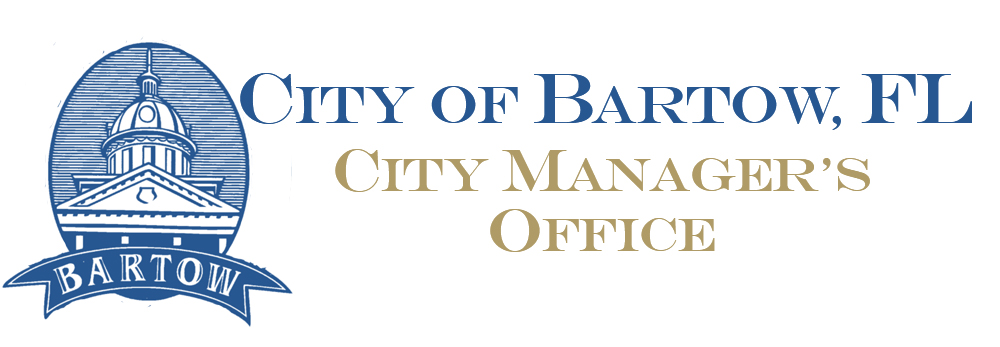 City of Bartow, FL
City Manager's
Office
BARTOW